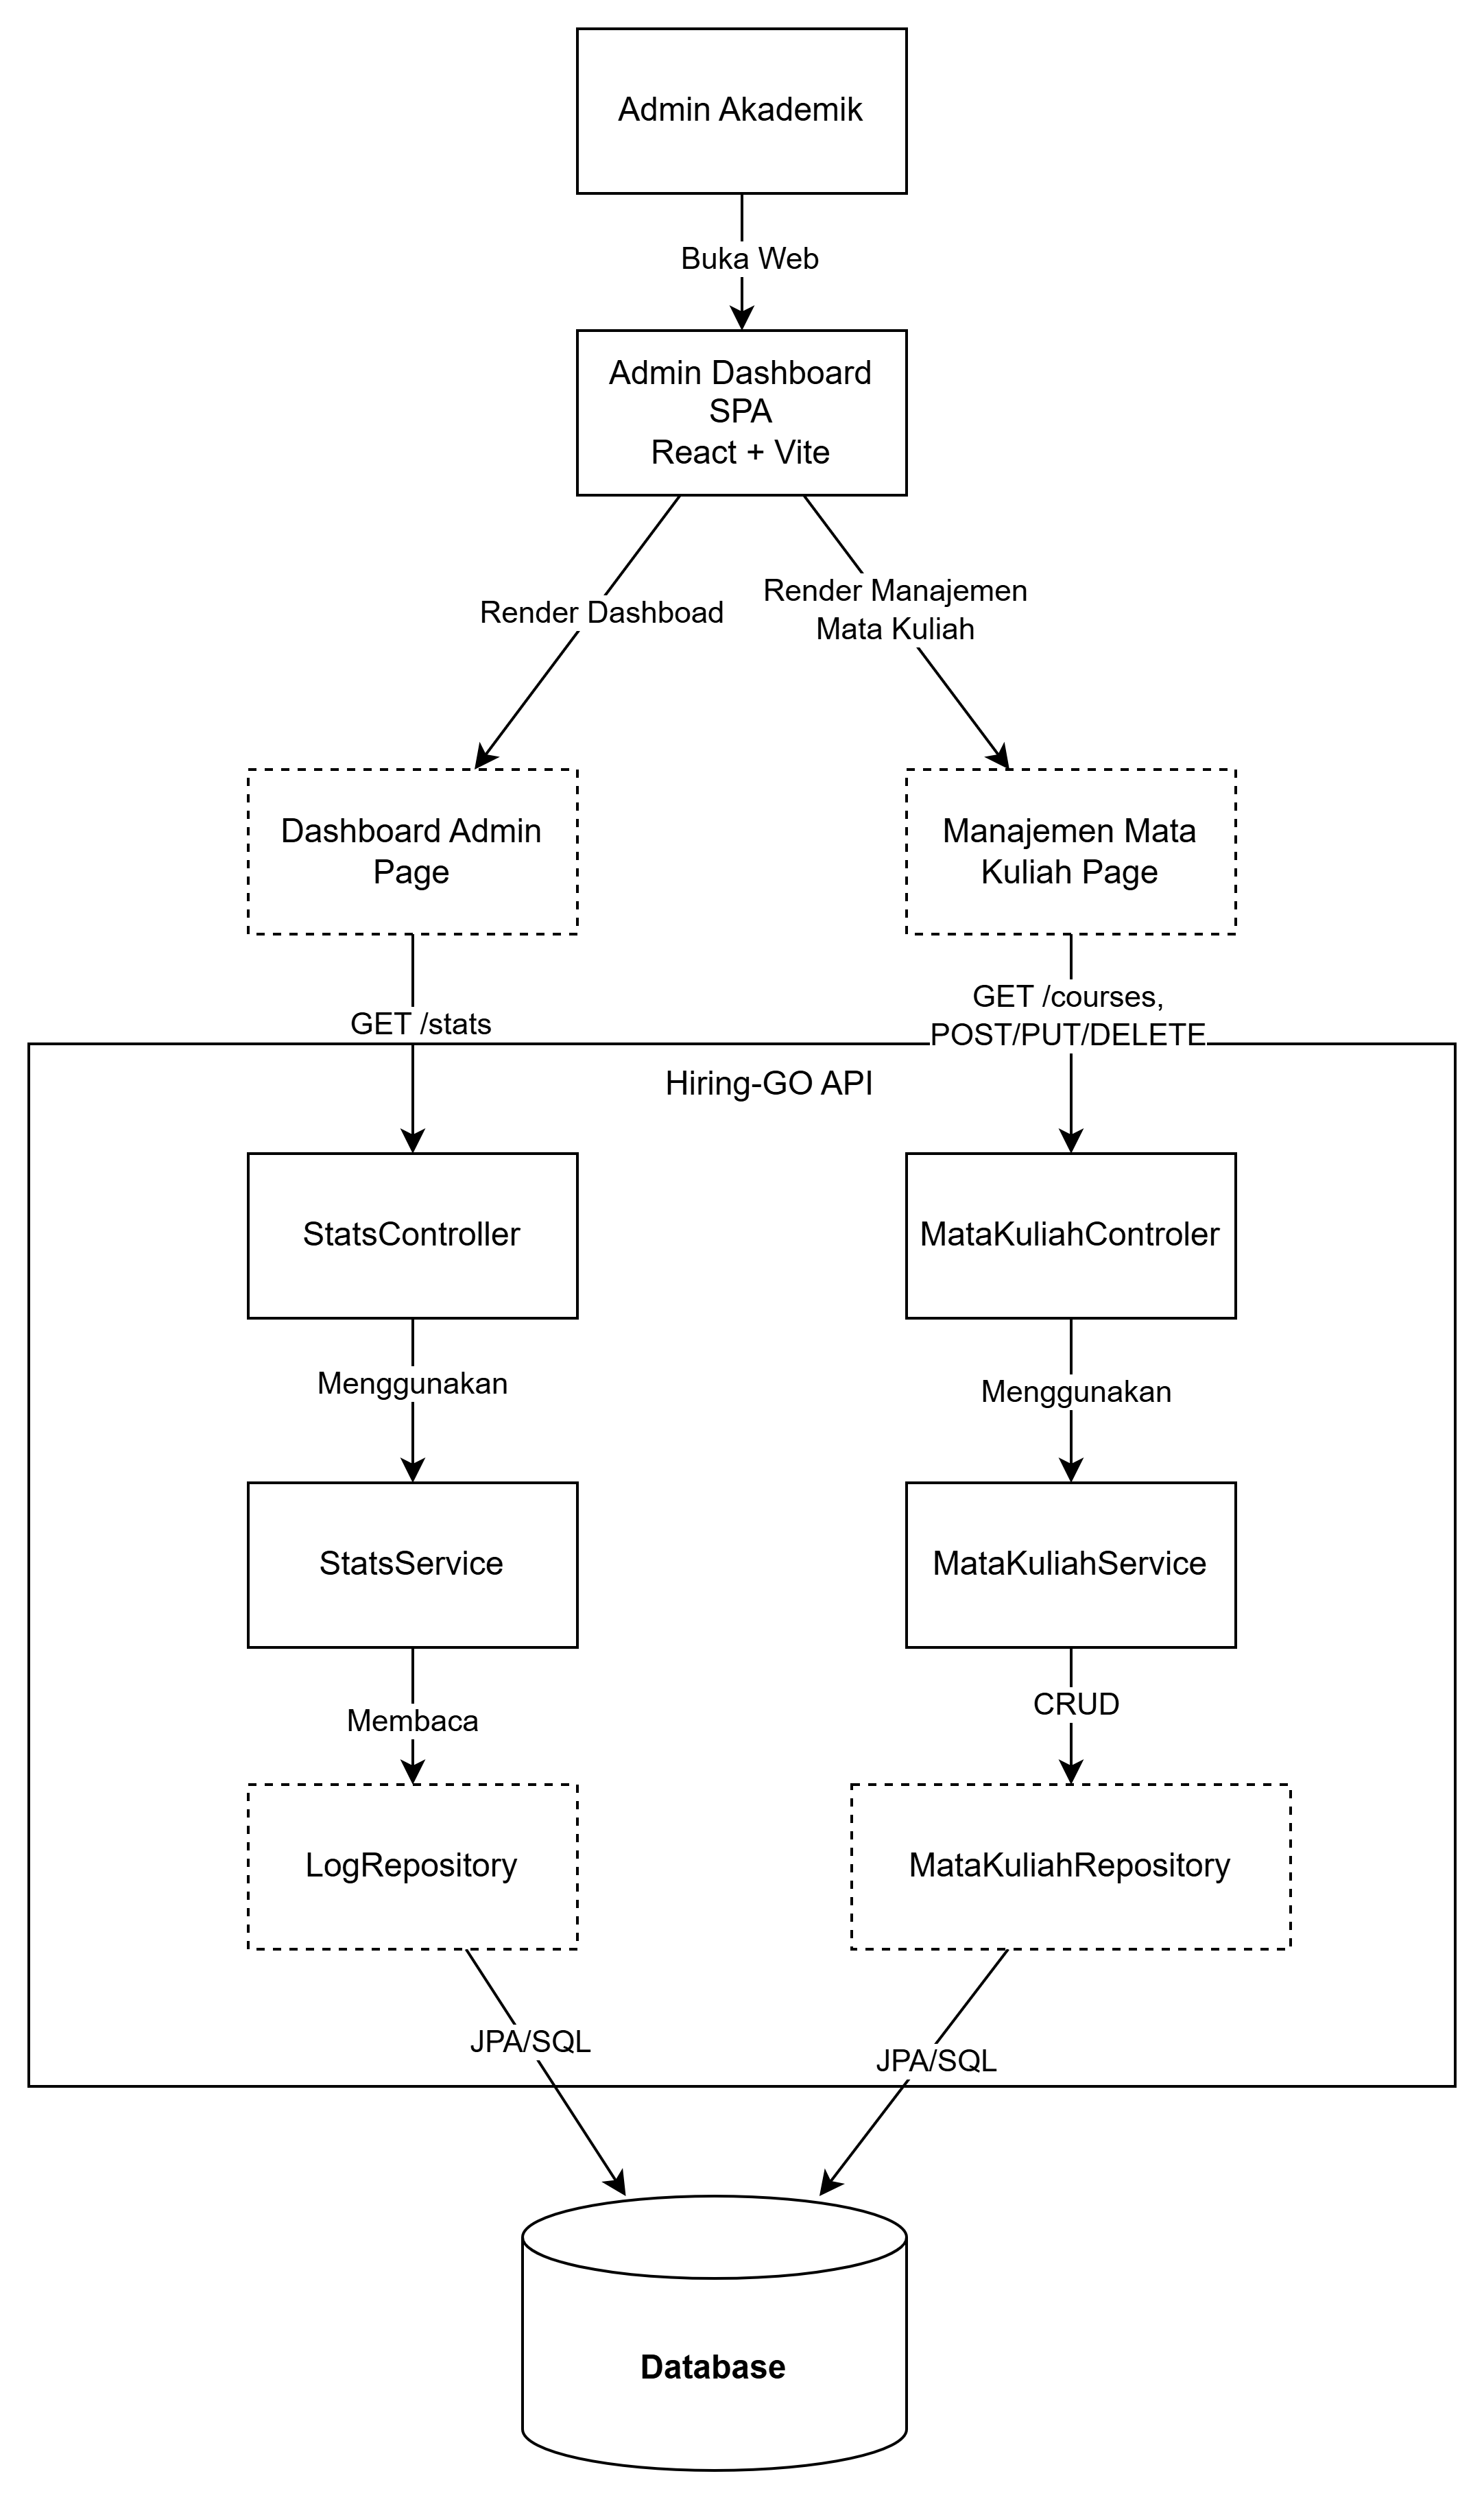 Admin Akademik
Buka Web
Admin Dashboard
SPA
React + Vite
Render Dashboad
Render Manajemen
Mata Kuliah
Dashboard Admin
Page
Manajemen Mata
Kuliah Page
GET /stats
GET /courses,
POST/PUT/DELETE
Hiring-GO API
StatsController
MataKuliahControler
Menggunakan
Menggunakan
StatsService
MataKuliahService
Membaca
CRUD
LogRepository
MataKuliahRepository
JPA/SQL
JPA/SQL
Database